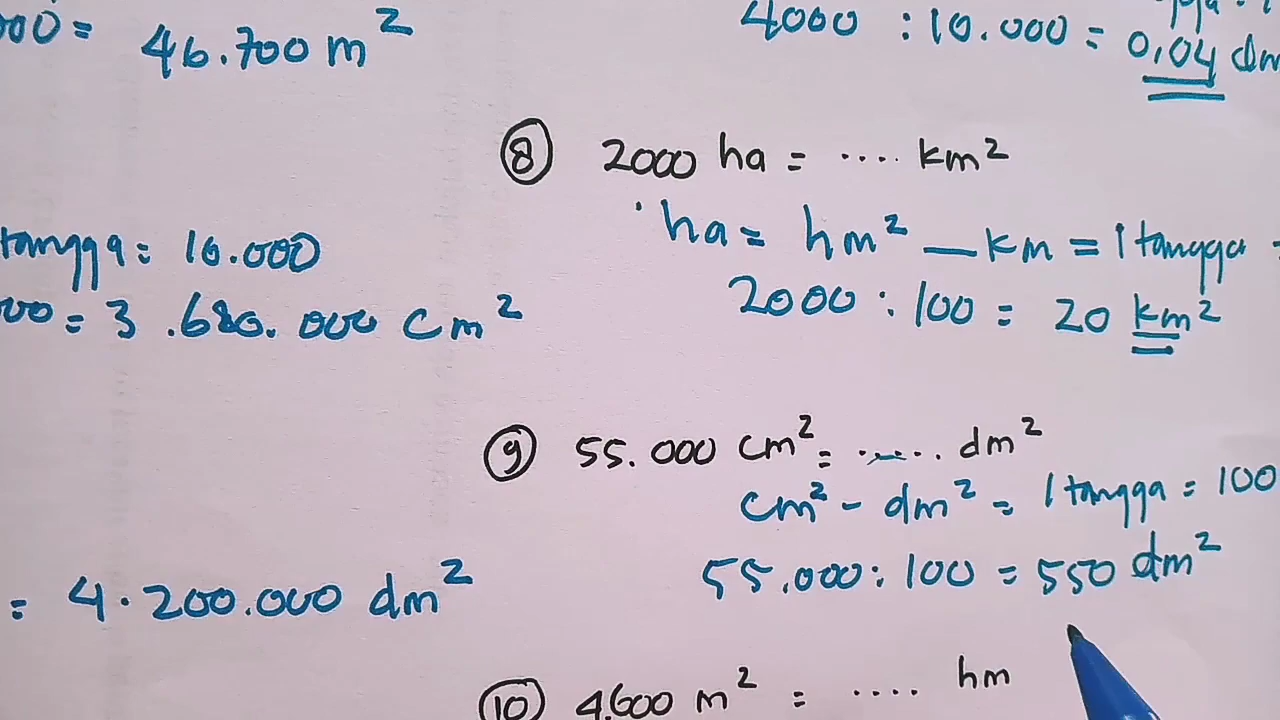 000 = 46.700 m²
4000 : 10.000 = 0,04 dm
⑧ 2000 ha = .... km²
ha = hm² — km = 1 tangga =
2000 : 100 = 20 km²
tangga = 10.000
000 = 3.680.000 cm²
⑨ 55.000 cm² = ...... dm²
cm² - dm² = 1 tangga = 100
55.000 : 100 = 550 dm²
= 4.200.000 dm²
⑩ 4.600 m² = .... hm